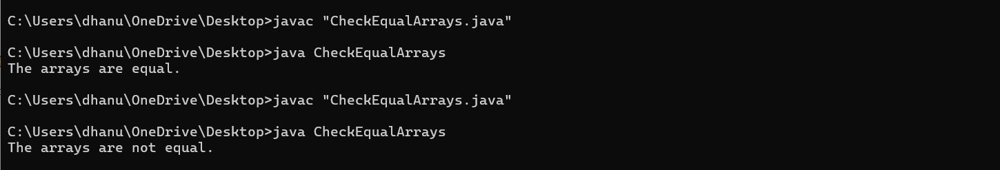 C:\Users\dhanu\OneDrive\Desktop>javac "CheckEqualArrays.java"
C:\Users\dhanu\OneDrive\Desktop>java CheckEqualArrays
The arrays are equal.
C:\Users\dhanu\OneDrive\Desktop>javac "CheckEqualArrays.java"
C:\Users\dhanu\OneDrive\Desktop>java CheckEqualArrays
The arrays are not equal.